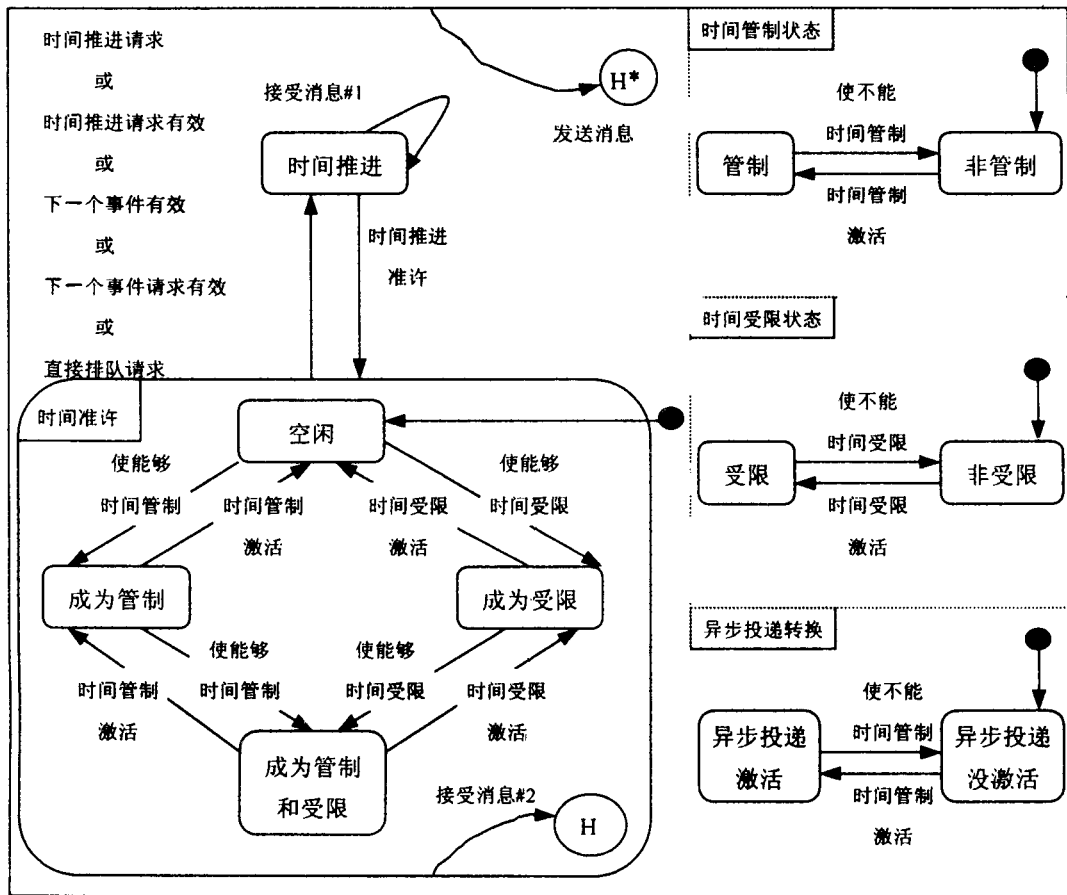 时间推进请求
或
时间推进请求有效
或
下一个事件有效
或
下一个事件请求有效
或
直接排队请求
接受消息#1
时间推进
H*
发送消息
时间推进
准许
时间准许
空闲
使能够
时间管制
时间管制
激活
时间受限
激活
使能够
时间受限
成为管制
成为受限
时间管制
激活
使能够
时间管制
使能够
时间受限
时间受限
激活
成为管制
和受限
接受消息#2
H
时间管制状态
使不能
时间管制
管制
非管制
时间管制
激活
时间受限状态
使不能
时间受限
受限
非受限
时间受限
激活
异步投递转换
使不能
时间管制
异步投递
激活
异步投递
没激活
时间管制
激活